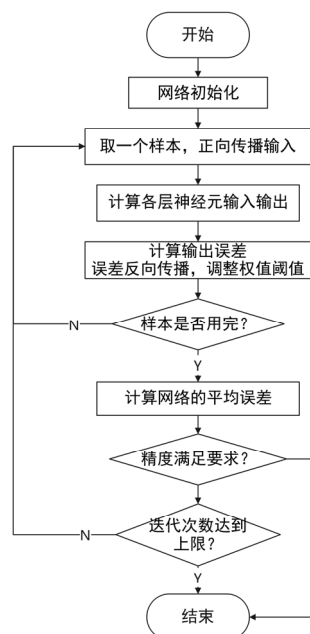 开始
网络初始化
取一个样本，正向传播输入
计算各层神经元输入输出
计算输出误差
误差反向传播，调整权值阈值
样本是否用完？
N
Y
计算网络的平均误差
精度满足要求？
迭代次数达到
上限？
N
Y
结束